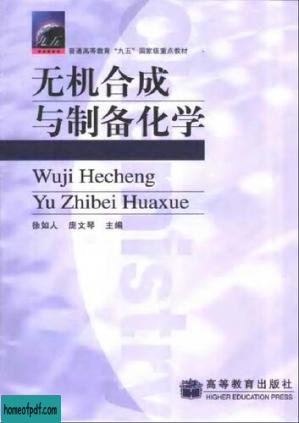 普通高等教育“九五”国家级重点教材
无机合成
与制备化学
Wuji Hecheng
Yu Zhibei Huaxue
徐如人 庞文琴 主编
高等教育出版社
HIGHER EDUCATION PRESS
homeofpdf.com